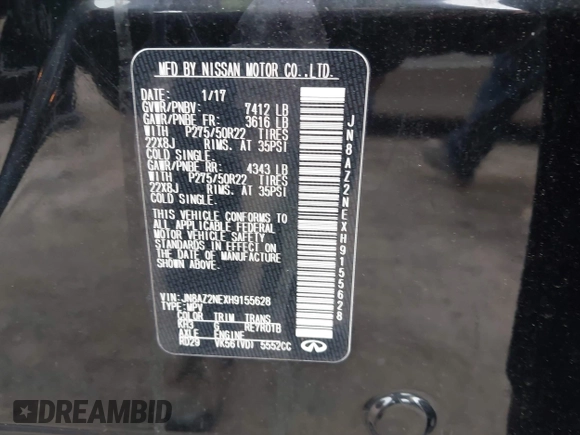 MFD BY NISSAN MOTOR CO.,LTD.
DATE: 1/17
GVWR/PNBV: 7412 LB
GAWR/PNBE FR: 3616 LB
WITH P275/50R22 TIRES
22X8J RIMS. AT 35PSI
COLD SINGLE.
GAWR/PNBE RR: 4343 LB
WITH P275/50R22 TIRES
22X8J RIMS. AT 35PSI
COLD SINGLE.
THIS VEHICLE CONFORMS TO
ALL APPLICABLE FEDERAL
MOTOR VEHICLE SAFETY
STANDARDS IN EFFECT ON
THE DATE OF MANUFACTURE
SHOWN ABOVE.
VIN: JN8AZ2NEXH9155628
TYPE: MPV
COLOR TRIM TRANS
KH3 G RE7R01B
AXLE ENGINE
RD29 VK56(VD) 5552CC
JN8AZ2NEXH9155628
DREAMBID